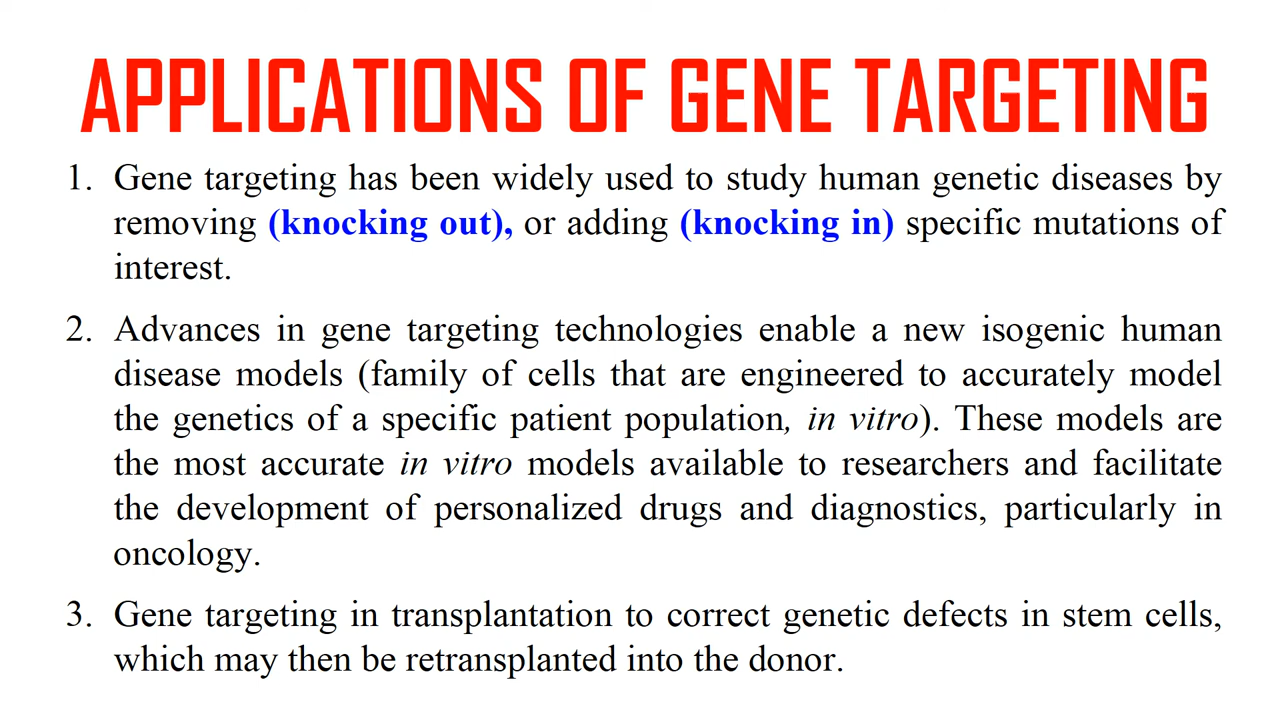 APPLICATIONS OF GENE TARGETING
1. Gene targeting has been widely used to study human genetic diseases by
removing (knocking out), or adding (knocking in) specific mutations of
interest.
2. Advances in gene targeting technologies enable a new isogenic human
disease models (family of cells that are engineered to accurately model
the genetics of a specific patient population, in vitro). These models are
the most accurate in vitro models available to researchers and facilitate
the development of personalized drugs and diagnostics, particularly in
oncology.
3. Gene targeting in transplantation to correct genetic defects in stem cells,
which may then be retransplanted into the donor.